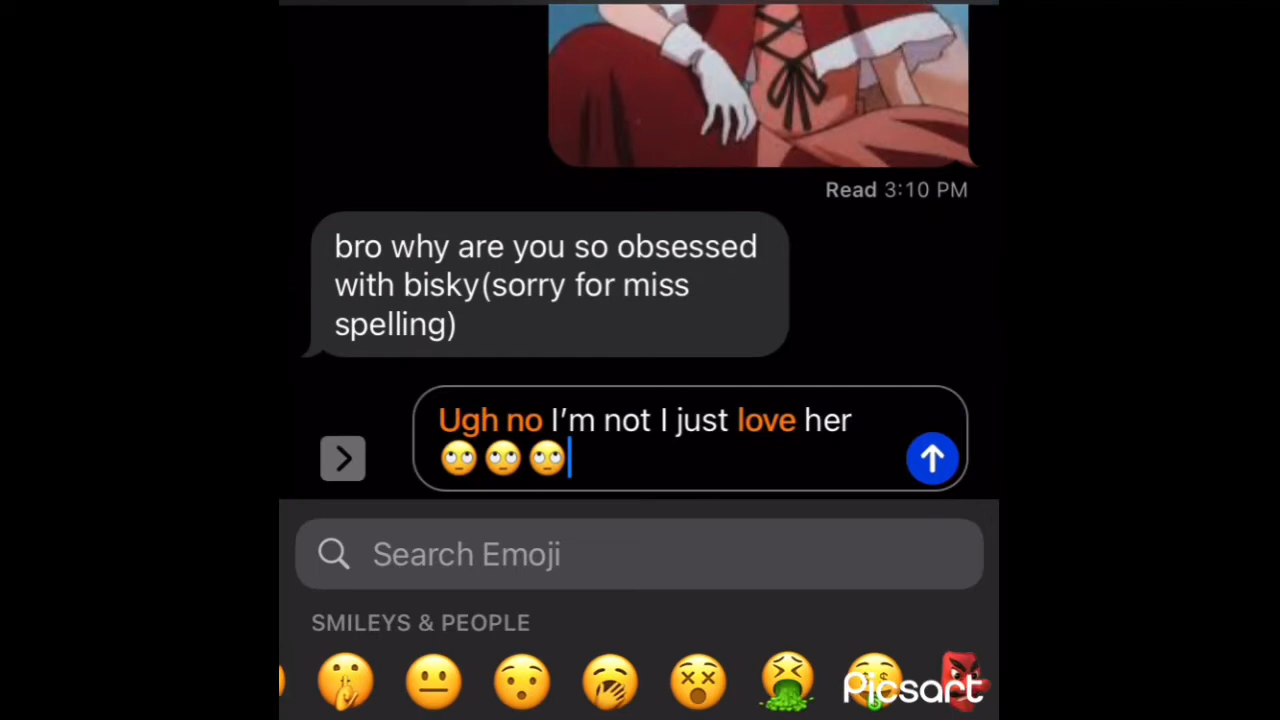 Read 3:10 PM
bro why are you so obsessed
with bisky(sorry for miss
spelling)
Ugh no I’m not I just love her
🙄 🙄 🙄
Search Emoji
SMILEYS & PEOPLE
Picsart